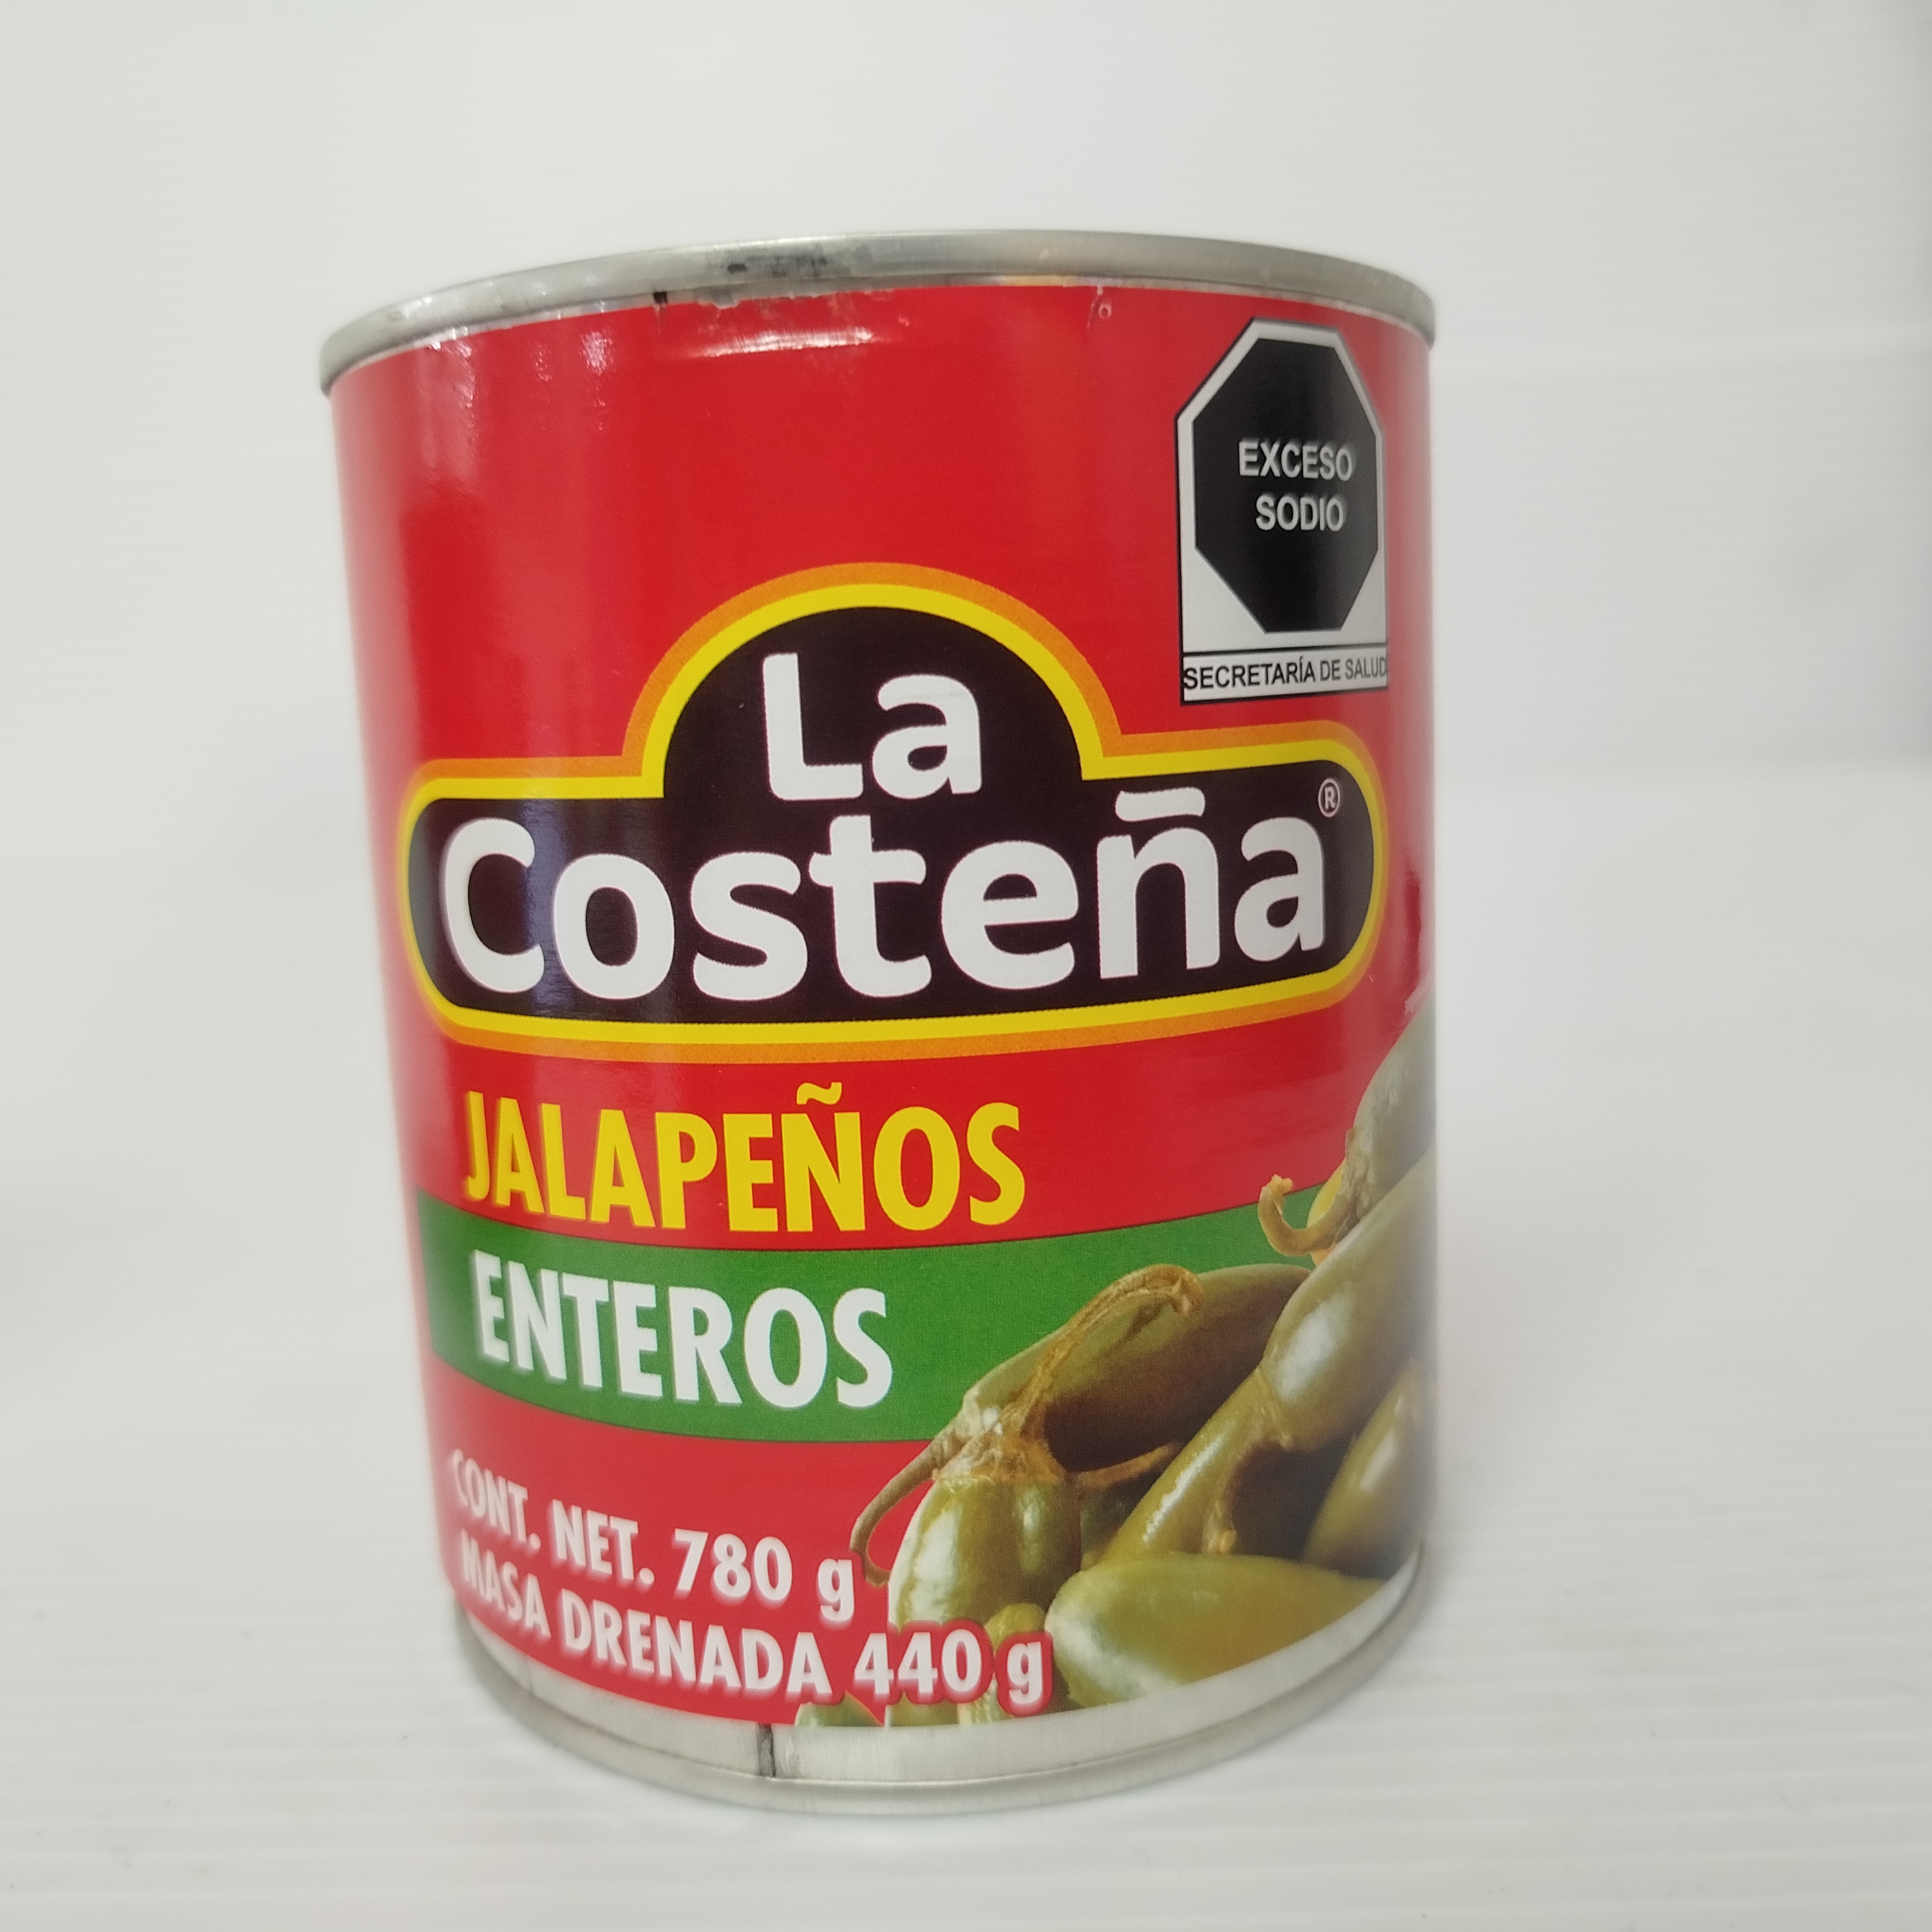 EXCESO
SODIO
SECRETARÍA DE SALUD
La
Costeña®
JALAPEÑOS
ENTEROS
CONT. NET. 780 g
MASA DRENADA 440 g